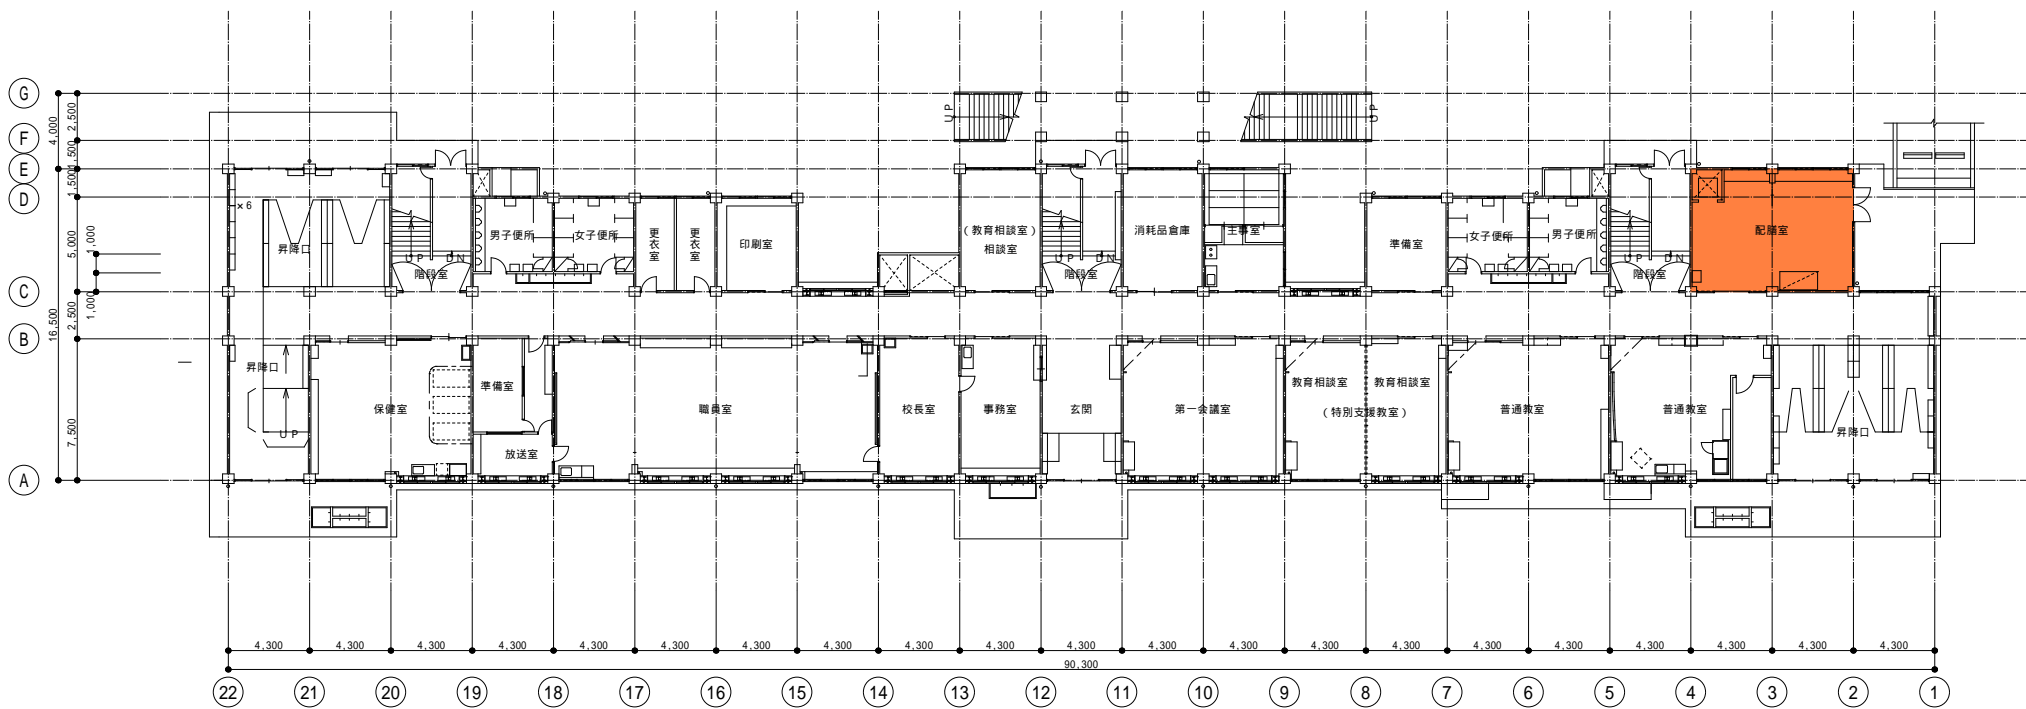 G
F
E
D
C
B
A
4,000
2,500
1,500
1,500
5,000
1,000
1,000
2,500
16,500
7,500
UP
UP
×6
昇降口
UP
DN
階段室
男子便所
女子便所
更衣室
更衣室
印刷室
(教育相談室)
相談室
UP
DN
階段室
消耗品倉庫
主事室
準備室
女子便所
男子便所
UP
DN
階段室
配膳室
昇降口
UP
保健室
準備室
放送室
職員室
校長室
事務室
玄関
第一会議室
教育相談室
教育相談室
(特別支援教室)
普通教室
普通教室
昇降口
4,300 4,300 4,300 4,300 4,300 4,300 4,300 4,300 4,300 4,300 4,300 4,300 4,300 4,300 4,300 4,300 4,300 4,300 4,300 4,300 4,300
90,300
22 21 20 19 18 17 16 15 14 13 12 11 10 9 8 7 6 5 4 3 2 1